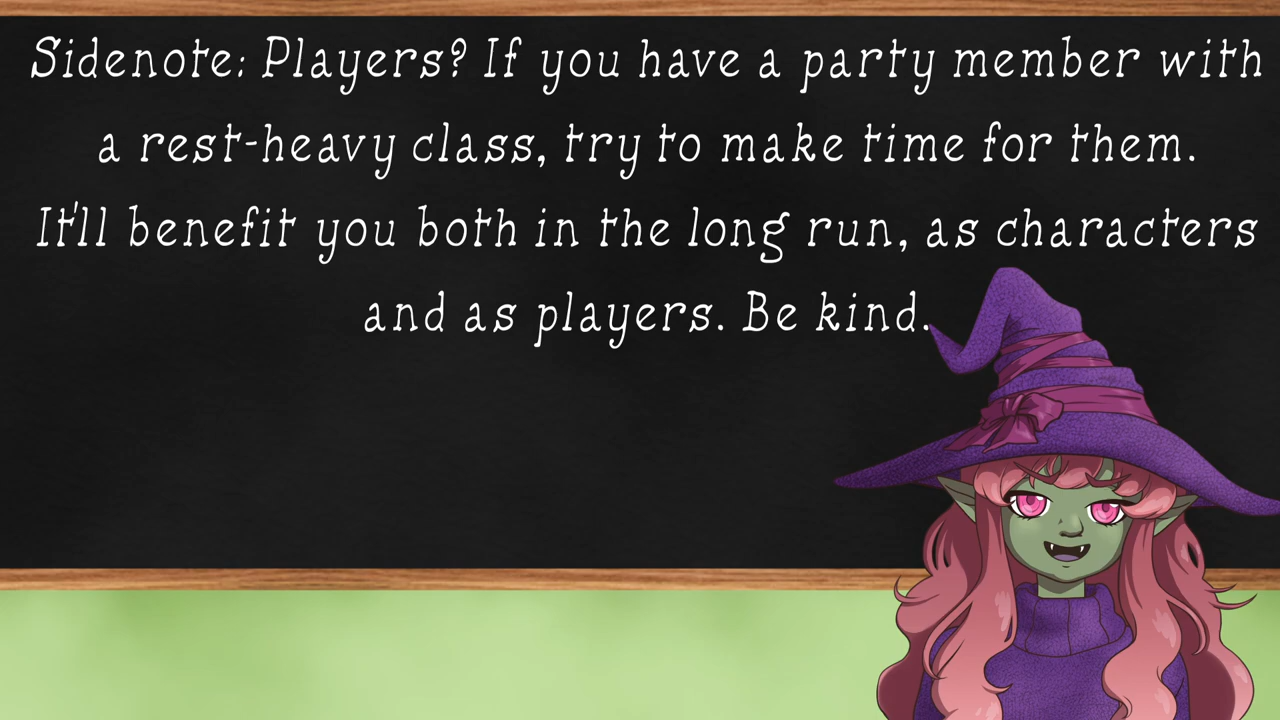 Sidenote: Players? If you have a party member with
a rest-heavy class, try to make time for them.
It'll benefit you both in the long run, as characters
and as players. Be kind.